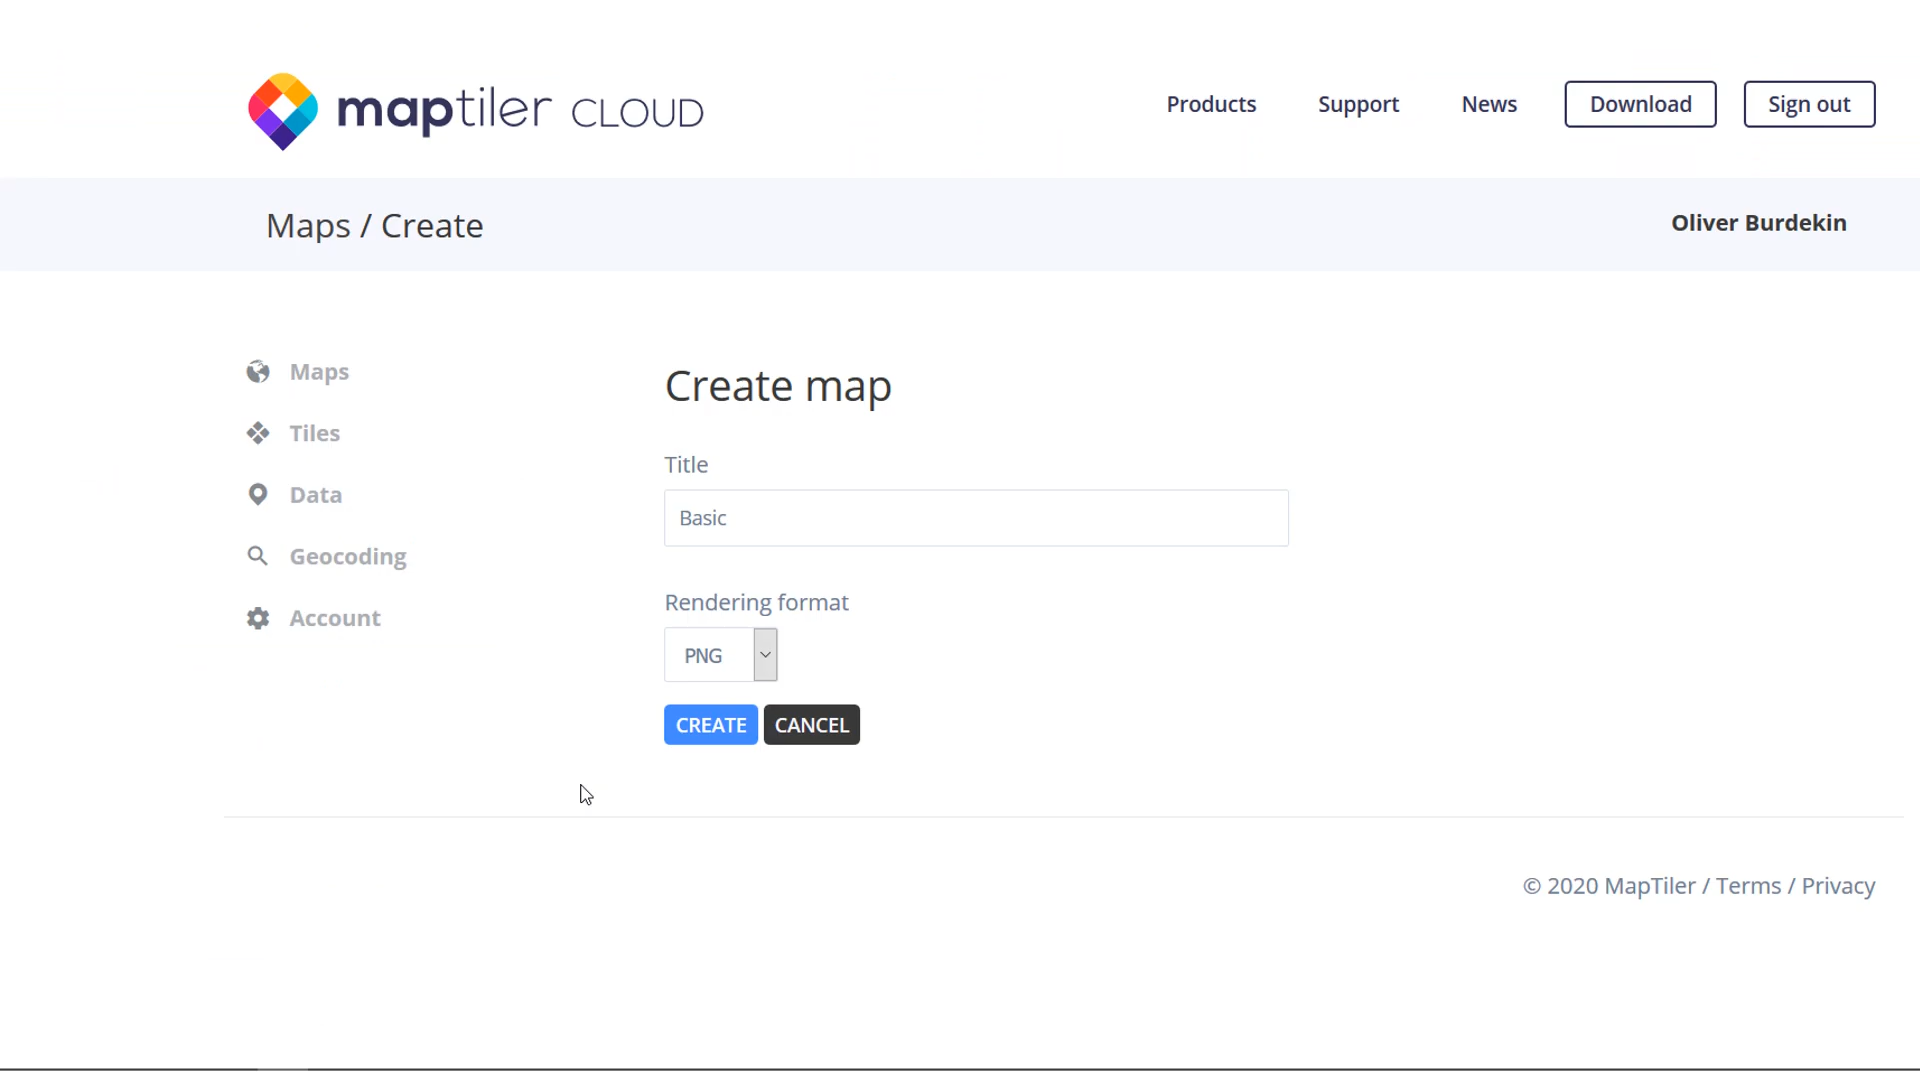 maptiler CLOUD
Products
Support
News
Download
Sign out
Maps / Create
Oliver Burdekin
Maps
Tiles
Data
Geocoding
Account
Create map
Title
Basic
Rendering format
PNG
CREATE
CANCEL
© 2020 MapTiler / Terms / Privacy